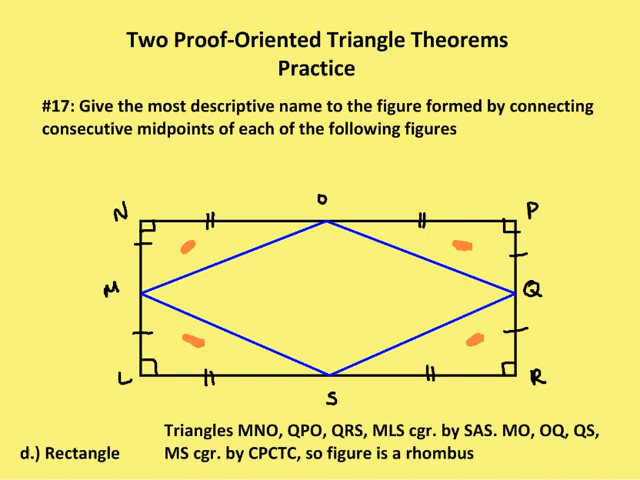 Two Proof-Oriented Triangle Theorems
Practice
#17: Give the most descriptive name to the figure formed by connecting
consecutive midpoints of each of the following figures
N O P
M Q
L S R
Triangles MNO, QPO, QRS, MLS cgr. by SAS. MO, OQ, QS,
d.) Rectangle MS cgr. by CPCTC, so figure is a rhombus